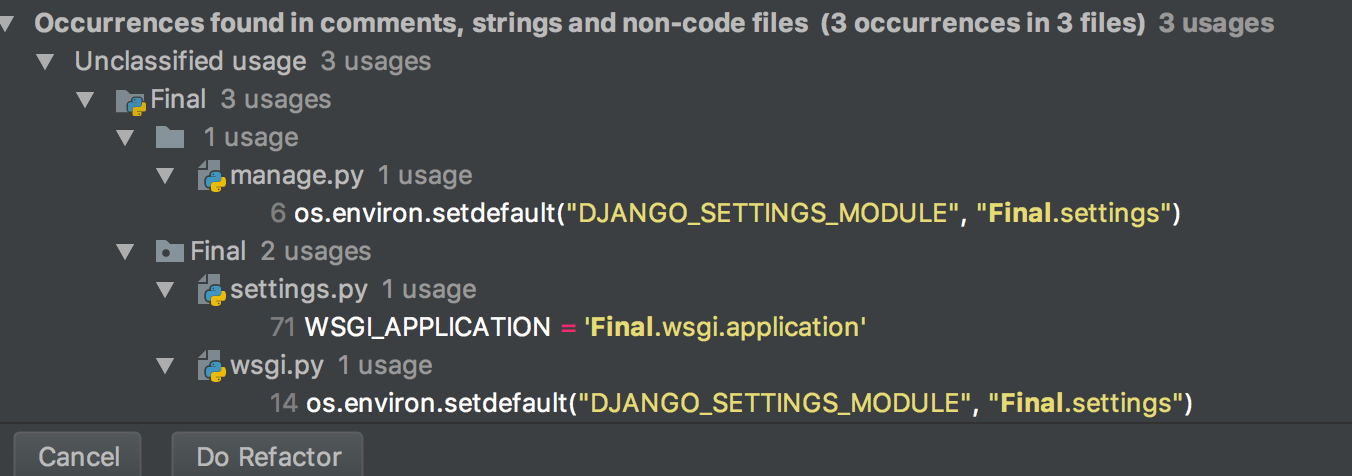 Occurrences found in comments, strings and non-code files (3 occurrences in 3 files) 3 usages
Unclassified usage 3 usages
Final 3 usages
1 usage
manage.py 1 usage
6 os.environ.setdefault("DJANGO_SETTINGS_MODULE", "Final.settings")
Final 2 usages
settings.py 1 usage
71 WSGI_APPLICATION = 'Final.wsgi.application'
wsgi.py 1 usage
14 os.environ.setdefault("DJANGO_SETTINGS_MODULE", "Final.settings")
Cancel Do Refactor